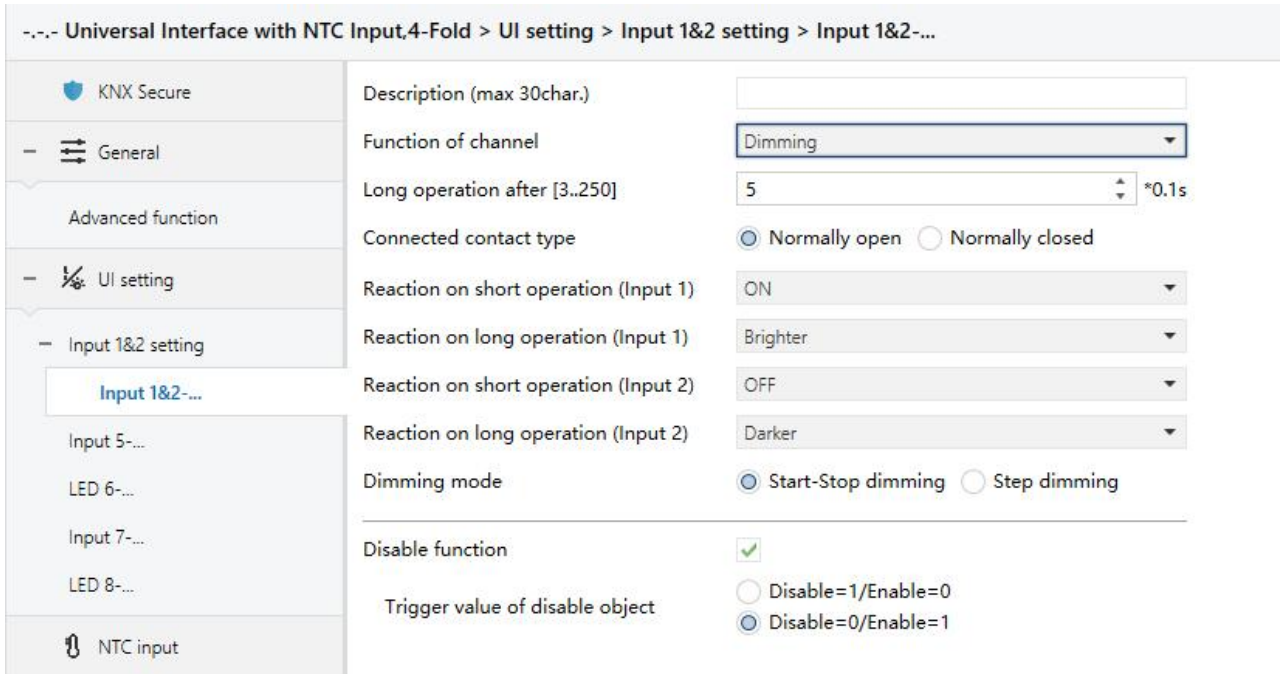 -.-.- Universal Interface with NTC Input,4-Fold > UI setting > Input 1&2 setting > Input 1&2-...
KNX Secure
General
Advanced function
UI setting
Input 1&2 setting
Input 1&2-...
Input 5-...
LED 6-...
Input 7-...
LED 8-...
NTC input
Description (max 30char.)
Function of channel Dimming
Long operation after [3..250] 5 *0.1s
Connected contact type Normally open Normally closed
Reaction on short operation (Input 1) ON
Reaction on long operation (Input 1) Brighter
Reaction on short operation (Input 2) OFF
Reaction on long operation (Input 2) Darker
Dimming mode Start-Stop dimming Step dimming
Disable function
Trigger value of disable object
Disable=1/Enable=0
Disable=0/Enable=1